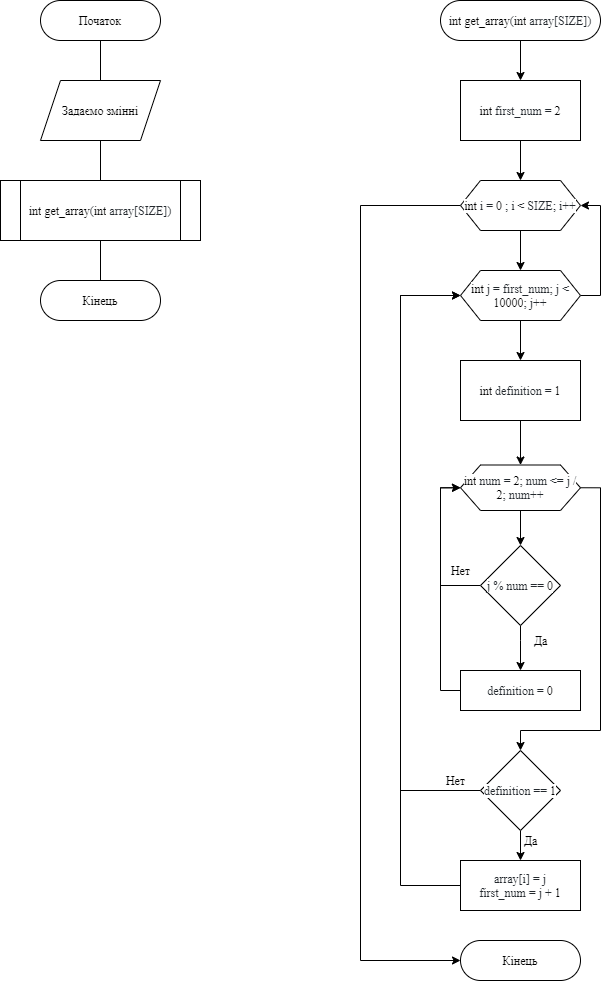 Початок
Задаємо змінні
int get_array(int array[SIZE])
Кінець
int get_array(int array[SIZE])
int first_num = 2
int i = 0 ; i < SIZE; i++
int j = first_num; j <
10000; j++
int definition = 1
int num = 2; num <= j /
2; num++
Нет
j % num == 0
Да
definition = 0
Нет
definition == 1
Да
array[i] = j
first_num = j + 1
Кінець